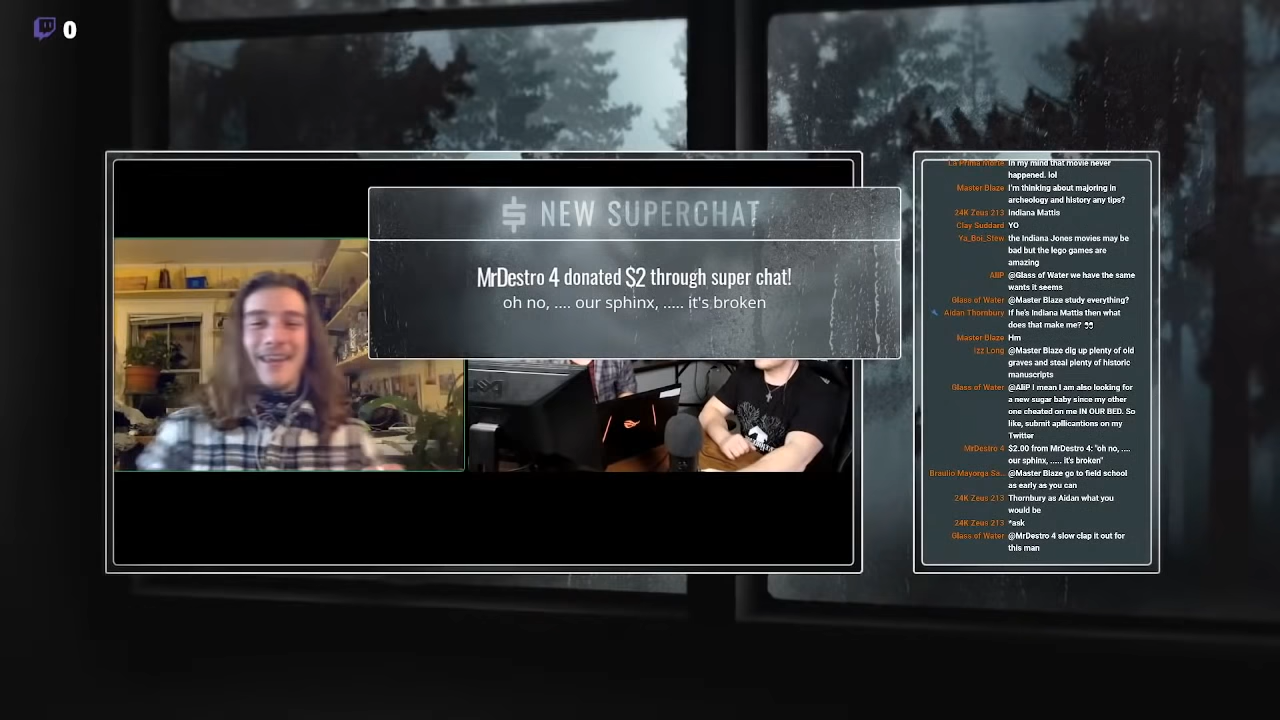 0
NEW SUPERCHAT
MrDestro 4 donated $2 through super chat!
oh no, .... our sphinx, ..... it's broken
La Prima Morte In my mind that movie never
happened. lol
Master Blaze I'm thinking about majoring in
archeology and history any tips?
24K Zeus 213 Indiana Mattis
Clay Suddard YO
Ya_Boi_Stew the Indiana Jones movies may be
bad but the lego games are
amazing
AliP @Glass of Water we have the same
wants it seems
Glass of Water @Master Blaze study everything?
Aidan Thornbury If he's Indiana Mattis then what
does that make me? 👀
Master Blaze Hm
Izz Long @Master Blaze dig up plenty of old
graves and steal plenty of historic
manuscripts
Glass of Water @AliP I mean I am also looking for
a new sugar baby since my other
one cheated on me IN OUR BED. So
like, submit apllicantions on my
Twitter
MrDestro 4 $2.00 from MrDestro 4: "oh no, ....
our sphinx, ..... it's broken"
Braulio Mayorga Sa... @Master Blaze go to field school
as early as you can
24K Zeus 213 Thornbury as Aidan what you
would be
24K Zeus 213 *ask
Glass of Water @MrDestro 4 slow clap it out for
this man